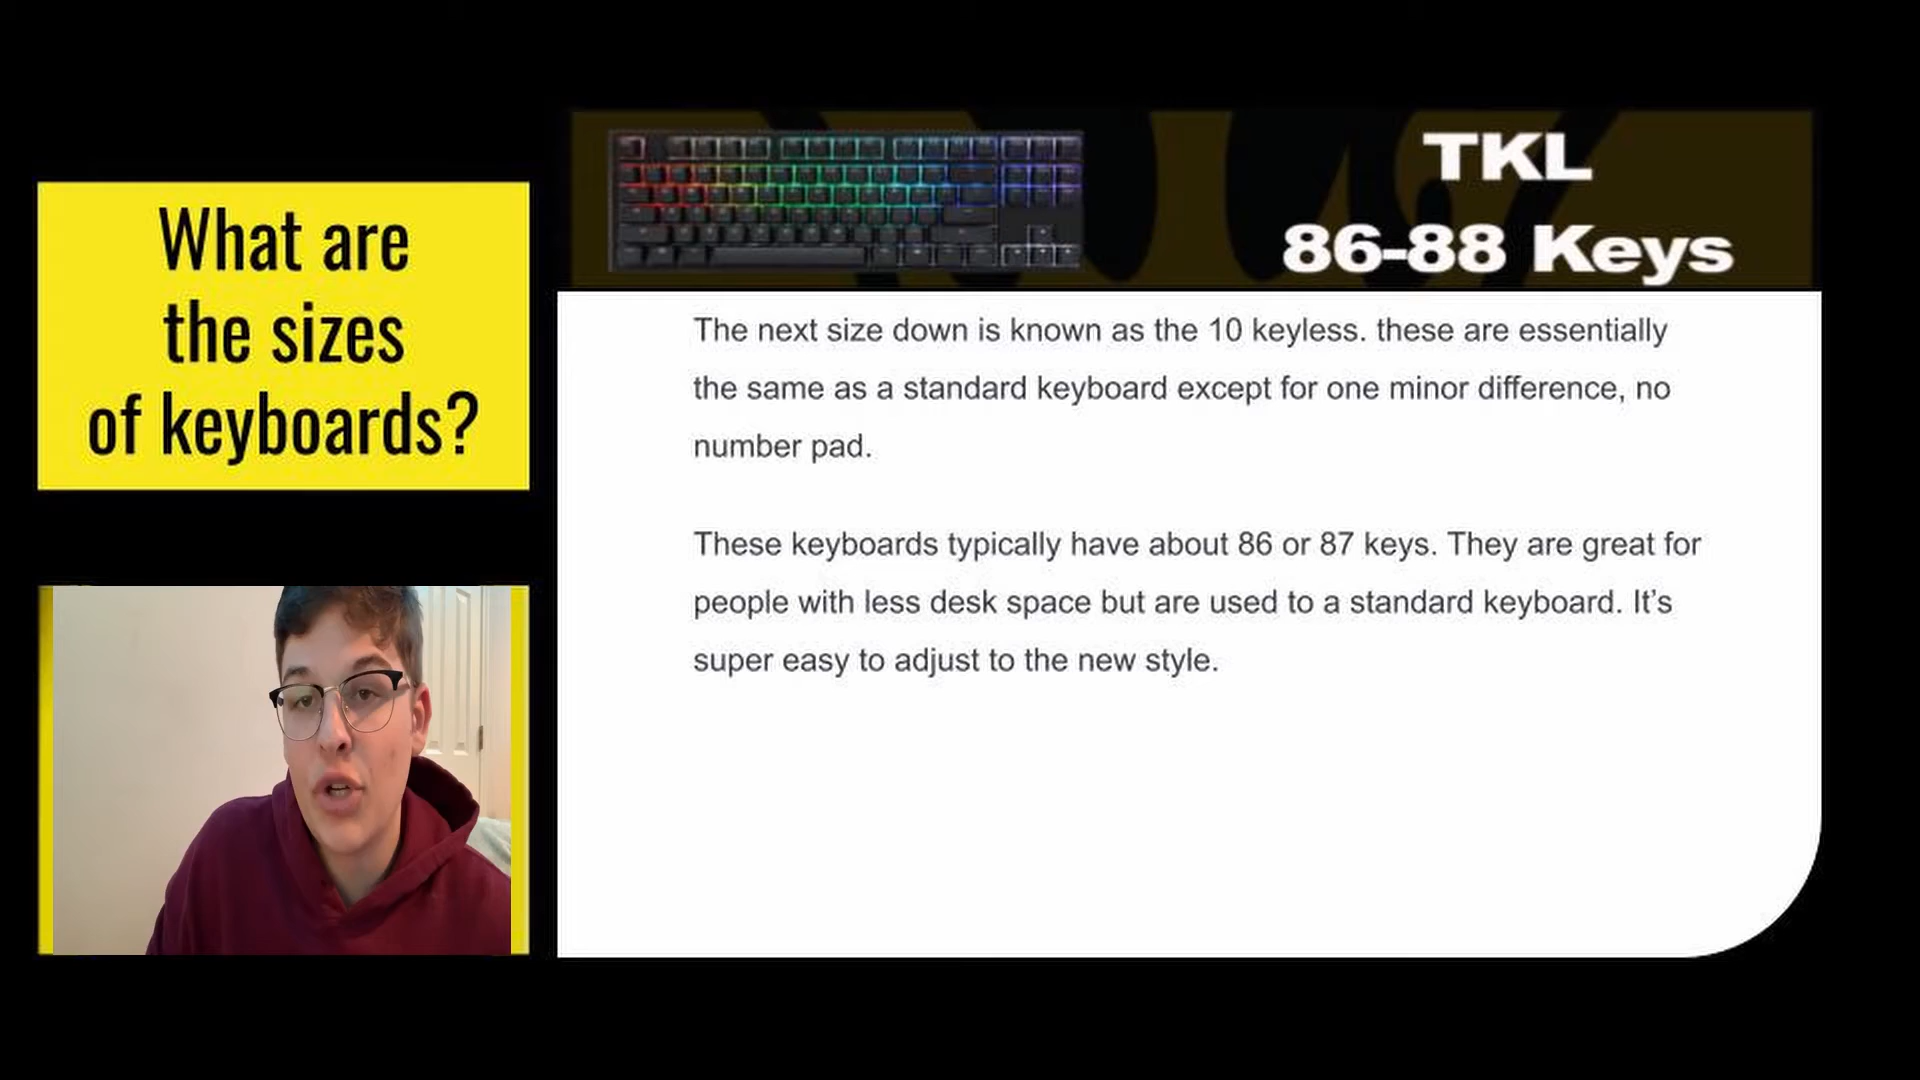 What are
the sizes
of keyboards?
TKL
86-88 Keys
The next size down is known as the 10 keyless. these are essentially
the same as a standard keyboard except for one minor difference, no
number pad.
These keyboards typically have about 86 or 87 keys. They are great for
people with less desk space but are used to a standard keyboard. It’s
super easy to adjust to the new style.